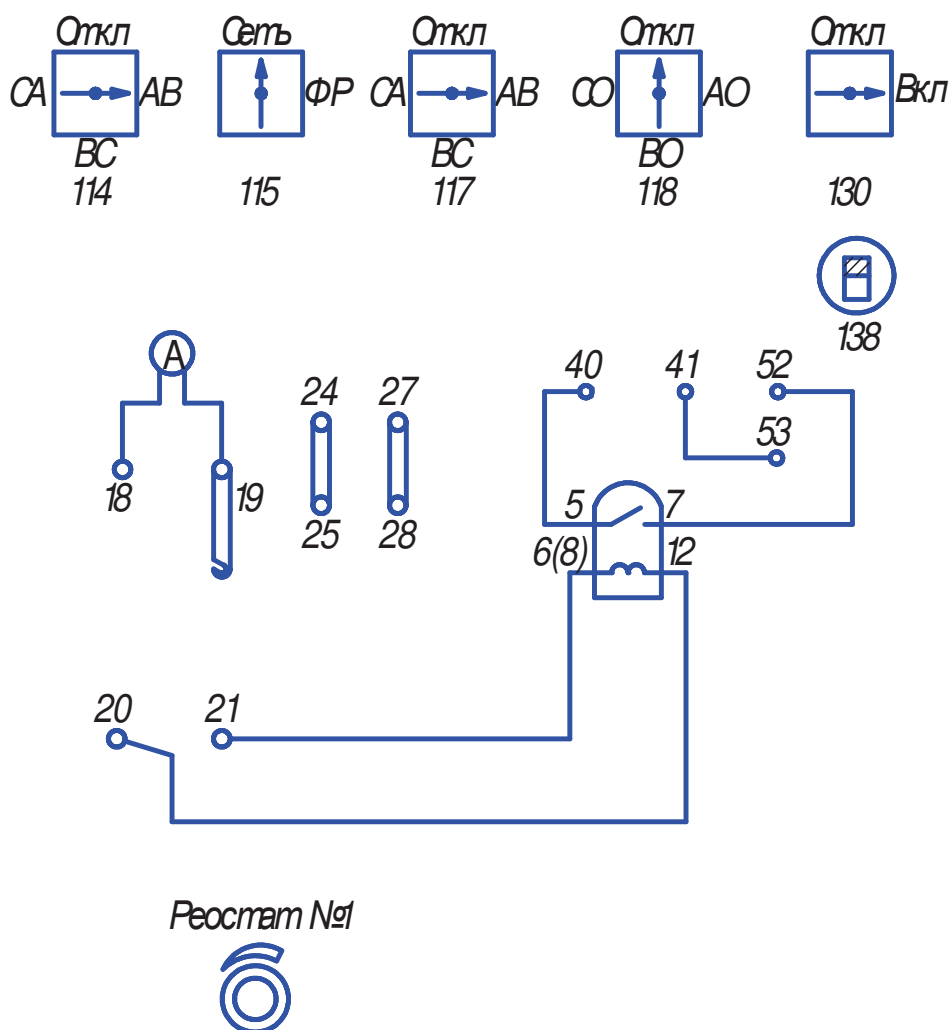 Откл Сеть Откл Откл Откл
СА АВ ФР СА АВ СО АО Вкл
ВС ВС ВО
114 115 117 118 130
138
А
40 41 52
24 27
53
18 19
25 28
5 7
6(8) 12
20 21
Реостат №1